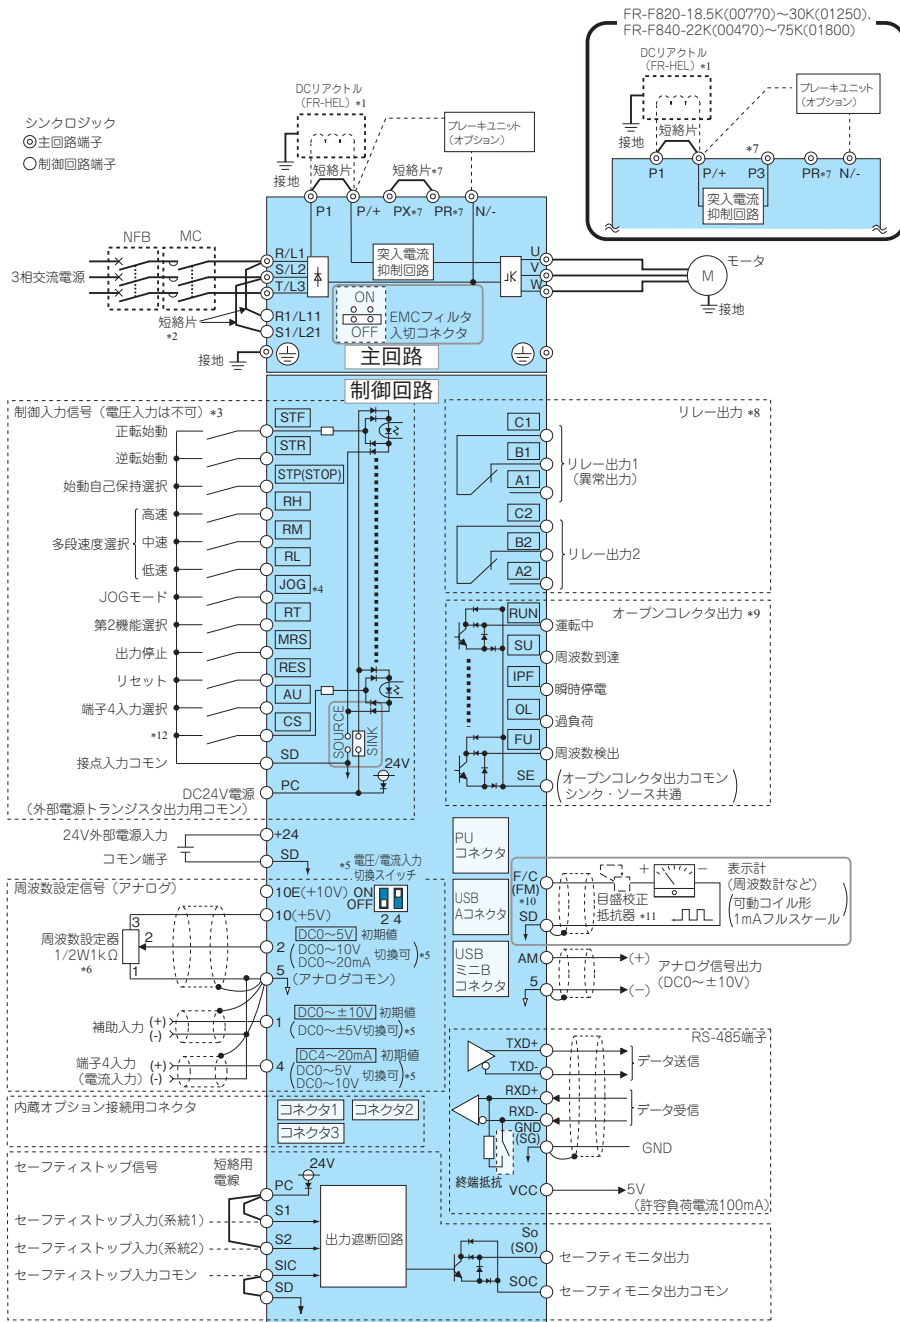 FR-F820-18.5K(00770)～30K(01250)、
FR-F840-22K(00470)～75K(01800)
DCリアクトル
(FR-HEL) *1
ブレーキユニット
(オプション)
接地
短絡片
*7
P1
P/+
P3
PR*7
N/-
突入電流
抑制回路
シンクロジック
◎主回路端子
○制御回路端子
DCリアクトル
(FR-HEL) *1
ブレーキユニット
(オプション)
接地
短絡片
短絡片*7
P1
P/+
PX*7
PR*7
N/-
NFB
MC
3相交流電源
R/L1
S/L2
T/L3
R1/L11
S1/L21
短絡片
*2
接地
突入電流
抑制回路
ON
OFF
EMCフィルタ
入切コネクタ
主回路
U
V
W
モータ
M
接地
制御回路
制御入力信号（電圧入力は不可）*3
正転始動
STF
逆転始動
STR
始動自己保持選択
STP(STOP)
多段速度選択
高速
RH
中速
RM
低速
RL
JOGモード
JOG *4
第2機能選択
RT
出力停止
MRS
リセット
RES
端子4入力選択
AU
*12
CS
SOURCE
SINK
接点入力コモン
SD
24V
DC24V電源
(外部電源トランジスタ出力用コモン)
PC
リレー出力 *8
C1
B1
A1
リレー出力1
(異常出力)
C2
B2
A2
リレー出力2
オープンコレクタ出力 *9
RUN
運転中
SU
周波数到達
IPF
瞬時停電
OL
過負荷
FU
周波数検出
SE
オープンコレクタ出力コモン
シンク・ソース共通
24V外部電源入力
+24
コモン端子
SD
*5 電圧/電流入力
切換スイッチ
ON
OFF
2 4
周波数設定信号（アナログ）
10E(+10V)
10(+5V)
周波数設定器
1/2W1kΩ
*6
3
2
1
2
DC0～5V 初期値
DC0～10V
DC0～20mA 切換可 *5
5
(アナログコモン)
補助入力
(+)
(-)
1
DC0～±10V 初期値
(DC0～±5V切換可)*5
端子4入力
(電流入力)
(+)
(-)
4
DC4～20mA 初期値
DC0～5V
DC0～10V 切換可 *5
PU
コネクタ
USB
Aコネクタ
USB
ミニB
コネクタ
F/C
(FM)
*10
SD
目盛校正
抵抗器 *11
+
−
表示計
(周波数計など)
可動コイル形
1mAフルスケール
AM
5
(+)
(−)
アナログ信号出力
(DC0～±10V)
RS-485端子
TXD+
TXD-
データ送信
RXD+
RXD-
データ受信
GND
(SG)
GND
終端抵抗
VCC
5V
(許容負荷電流100mA)
内蔵オプション接続用コネクタ
コネクタ1
コネクタ2
コネクタ3
セーフティストップ信号
短絡用
電線
PC
24V
セーフティストップ入力(系統1)
S1
セーフティストップ入力(系統2)
S2
セーフティストップ入力コモン
SIC
SD
出力遮断回路
So
(SO)
セーフティモニタ出力
SOC
セーフティモニタ出力コモン